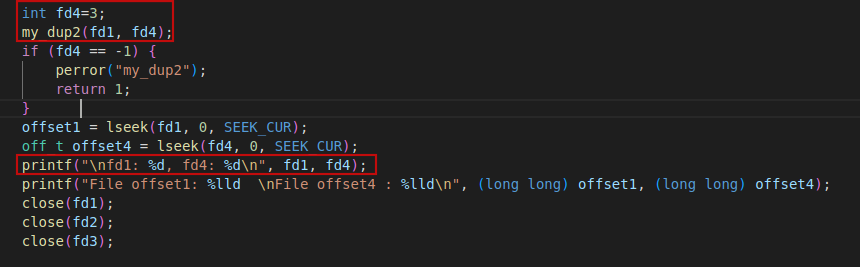 int fd4=3;
my_dup2(fd1, fd4);
if (fd4 == -1) {
perror("my_dup2");
return 1;
}
offset1 = lseek(fd1, 0, SEEK_CUR);
off_t offset4 = lseek(fd4, 0, SEEK_CUR);
printf("\nfd1: %d, fd4: %d\n", fd1, fd4);
printf("File offset1: %lld  \nFile offset4 : %lld\n", (long long) offset1, (long long) offset4);
close(fd1);
close(fd2);
close(fd3);